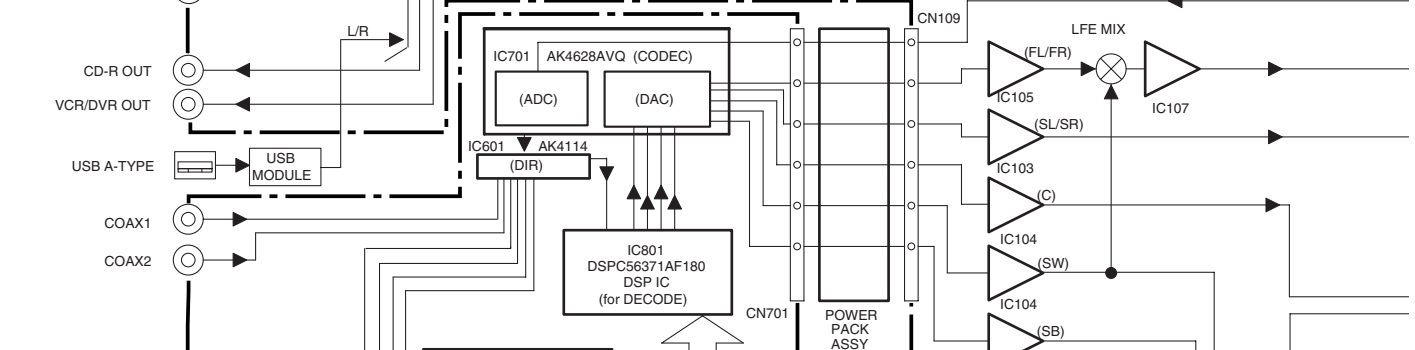 CN109
L/R
LFE MIX
IC701 AK4628AVQ (CODEC)
(FL/FR)
CD-R OUT
(ADC)
(DAC)
IC105
IC107
VCR/DVR OUT
(SL/SR)
IC601 AK4114
USB A-TYPE
USB
MODULE
(DIR)
IC103
(C)
COAX1
IC104
COAX2
IC801
DSPC56371AF180
DSP IC
(for DECODE)
(SW)
IC104
CN701
POWER
PACK
ASSY
(SB)